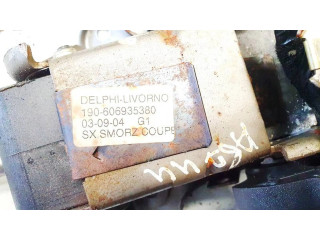 DELPHI-LIVORNO
190-606935380
03-09-04 G1
SX SMORZ COUPE